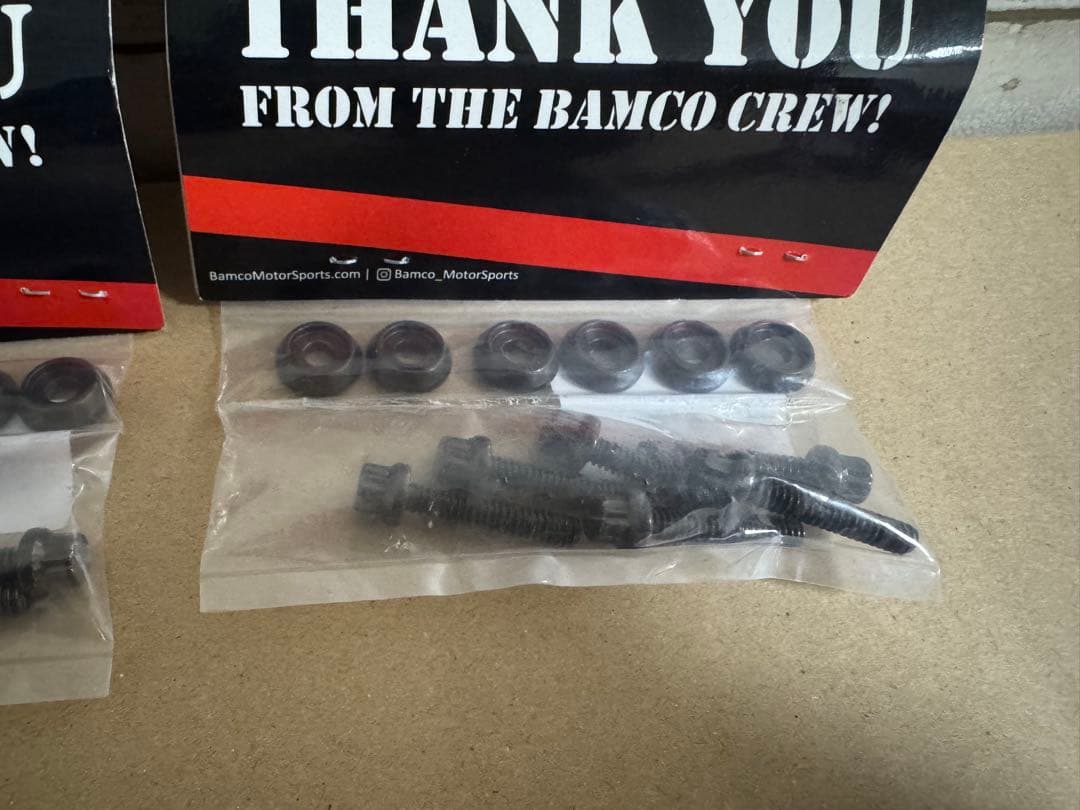 THANK YOU
FROM THE BAMCO CREW!
BamcoMotorSports.com | Bamco_MotorSports